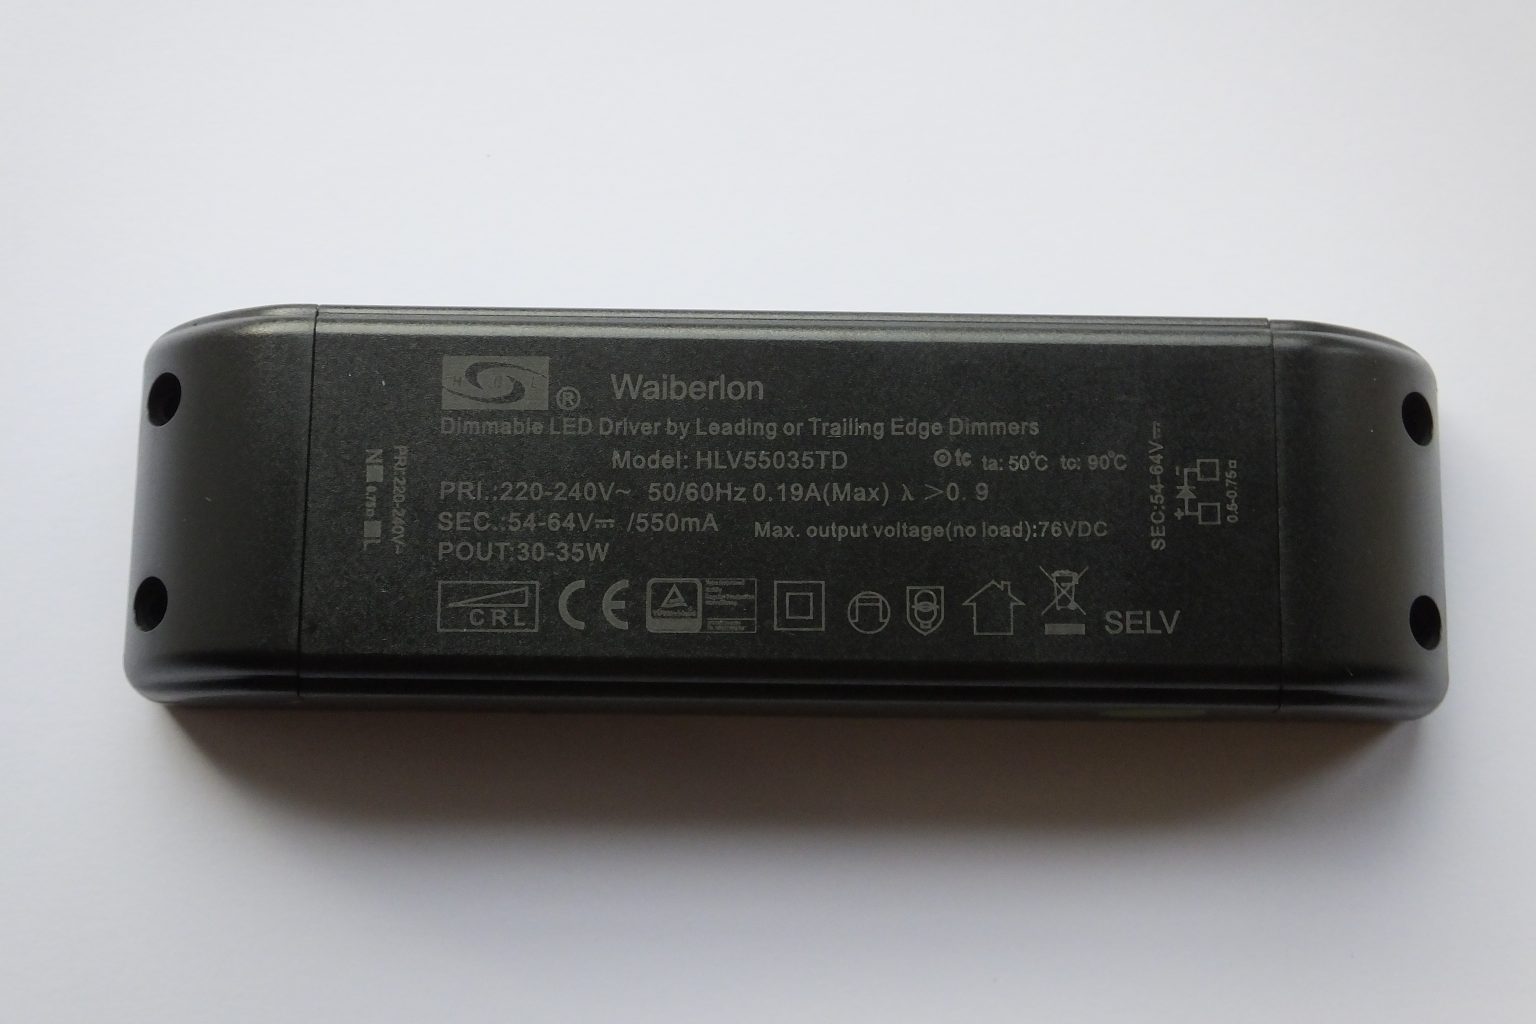 H L
®
Waiberlon
Dimmable LED Driver by Leading or Trailing Edge Dimmers
Model: HLV55035TD
tc ta: 50℃ tc: 90℃
PRI.:220-240V~ 50/60Hz 0.19A(Max) λ >0.9
SEC.:54-64V⎓ /550mA
Max. output voltage(no load):76VDC
POUT:30-35W
CRL
CE
SELV
PRI:220-240V~
N
L
SEC:54-64V⎓
+
-
0.5-0.75□